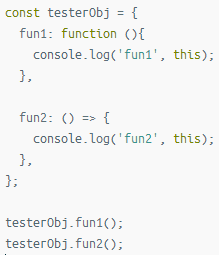 const testerObj = {
  fun1: function (){
    console.log('fun1', this);
  },

  fun2: () => {
    console.log('fun2', this);
  },
};

testerObj.fun1();
testerObj.fun2();